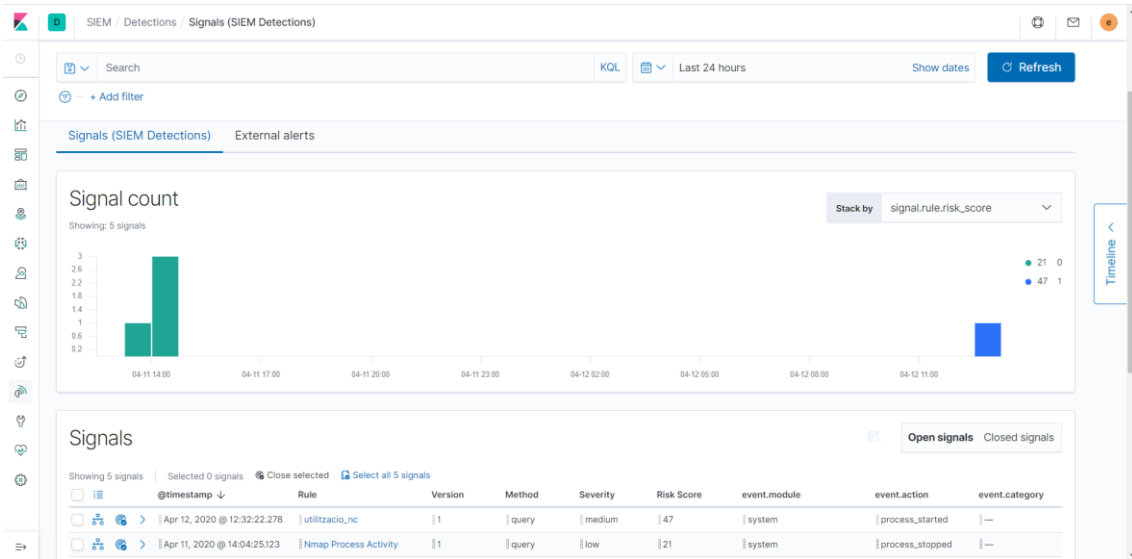 D SIEM / Detections / Signals (SIEM Detections) e
Search KQL Last 24 hours Show dates Refresh
+ Add filter
Signals (SIEM Detections) External alerts
Signal count
Stack by signal.rule.risk_score
Showing: 5 signals
3
2.6
2.2
1.8
1.4
1
0.6
0.2
21 0
47 1
04-11 14:00 04-11 17:00 04-11 20:00 04-11 23:00 04-12 02:00 04-12 05:00 04-12 08:00 04-12 11:00
Timeline
Signals
Open signals Closed signals
Showing 5 signals Selected 0 signals Close selected Select all 5 signals
@timestamp Rule Version Method Severity Risk Score event.module event.action event.category
Apr 12, 2020 @ 12:32:22.278 utilitzacio_nc 1 query medium 47 system process_started —
Apr 11, 2020 @ 14:04:25.123 Nmap Process Activity 1 query low 21 system process_stopped —